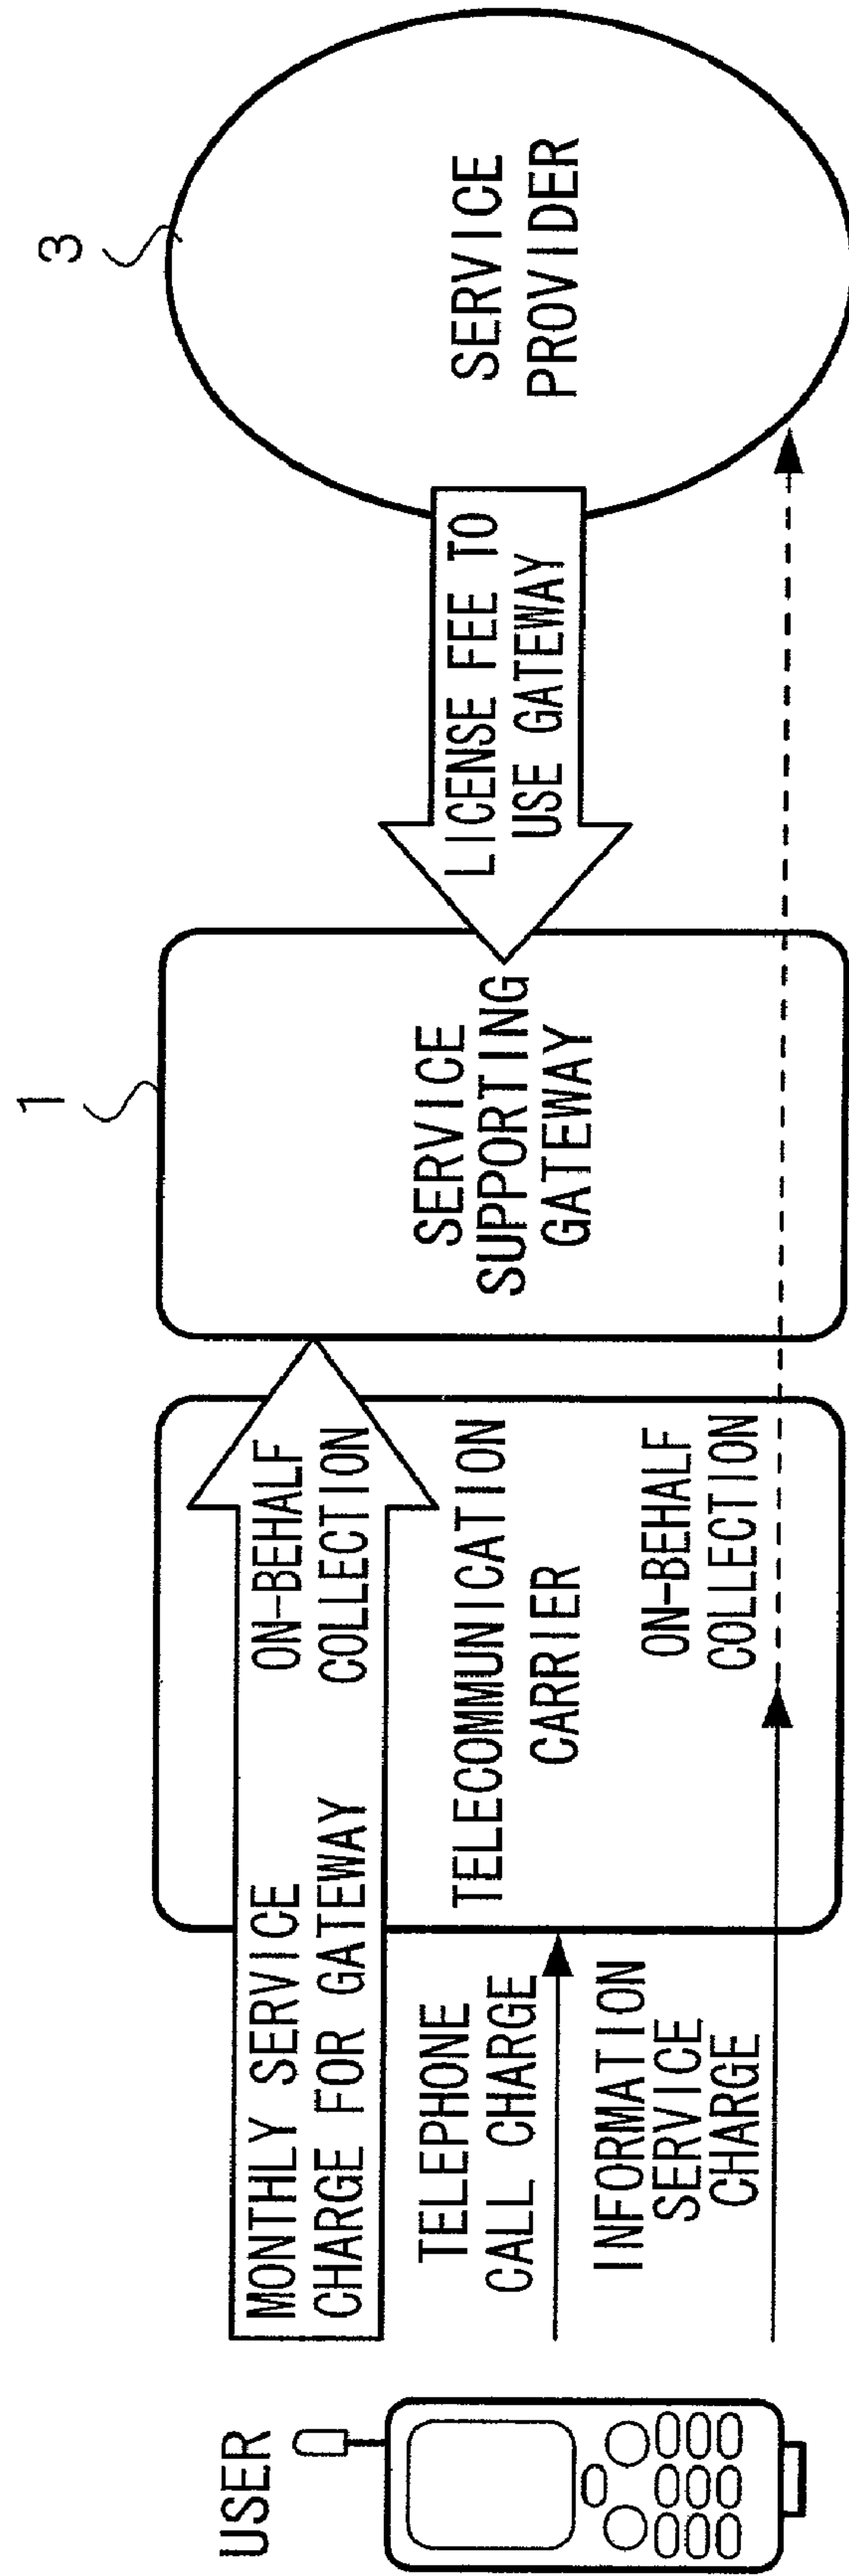 USER
MONTHLY SERVICE
CHARGE FOR GATEWAY
ON-BEHALF
COLLECTION
TELEPHONE
CALL CHARGE
INFORMATION
SERVICE
CHARGE
TELECOMMUNICATION
CARRIER
ON-BEHALF
COLLECTION
1
SERVICE
SUPPORTING
GATEWAY
LICENSE FEE TO
USE GATEWAY
3
SERVICE
PROVIDER